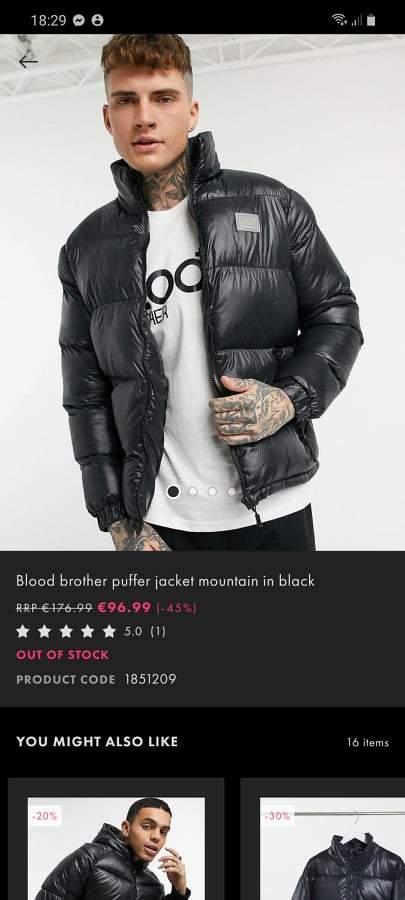 18:29
Blood brother puffer jacket mountain in black
RRP €176.99 €96.99 (-45%)
5.0 (1)
OUT OF STOCK
PRODUCT CODE 1851209
YOU MIGHT ALSO LIKE 16 items
-20% -30%